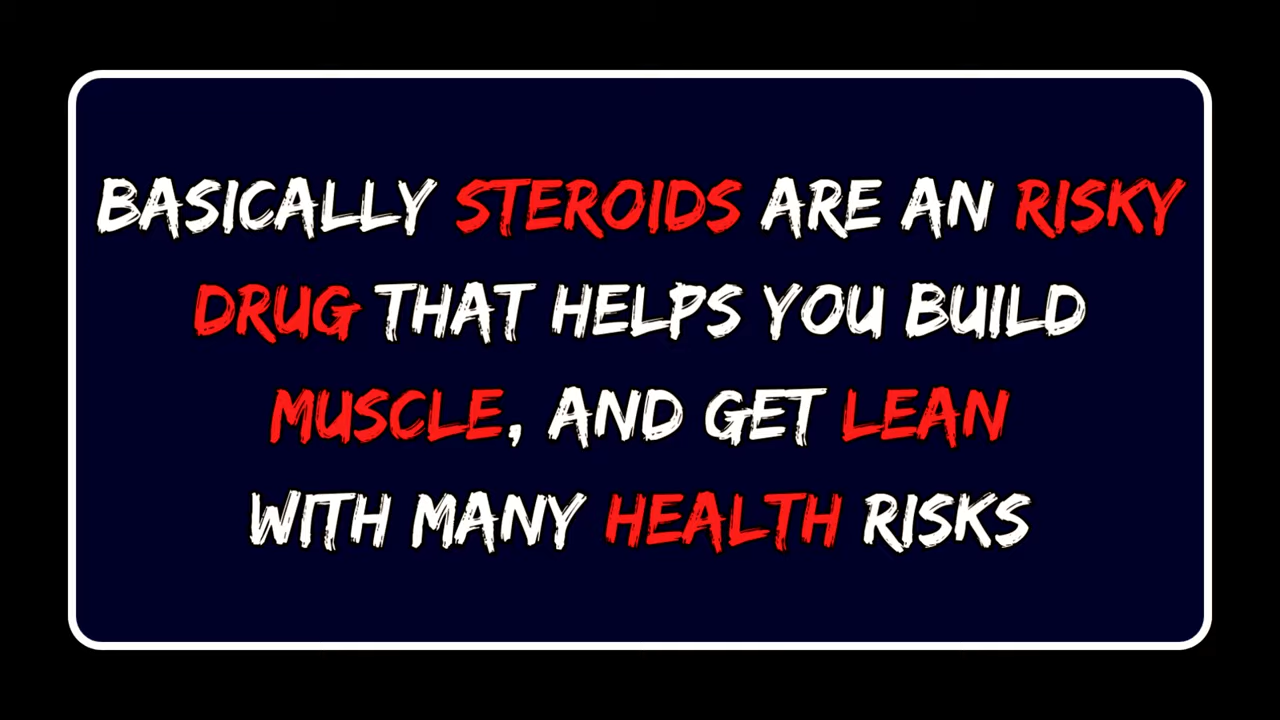 BASICALLY STEROIDS ARE AN RISKY
DRUG THAT HELPS YOU BUILD
MUSCLE, AND GET LEAN
WITH MANY HEALTH RISKS